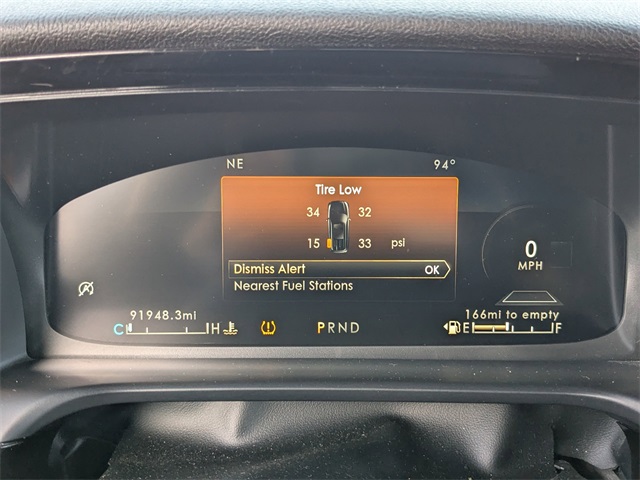 NE 94°
Tire Low
34 32
15 33 psi
Dismiss Alert OK
Nearest Fuel Stations
0
MPH
91948.3mi
166mi to empty
C H
PRND
E F